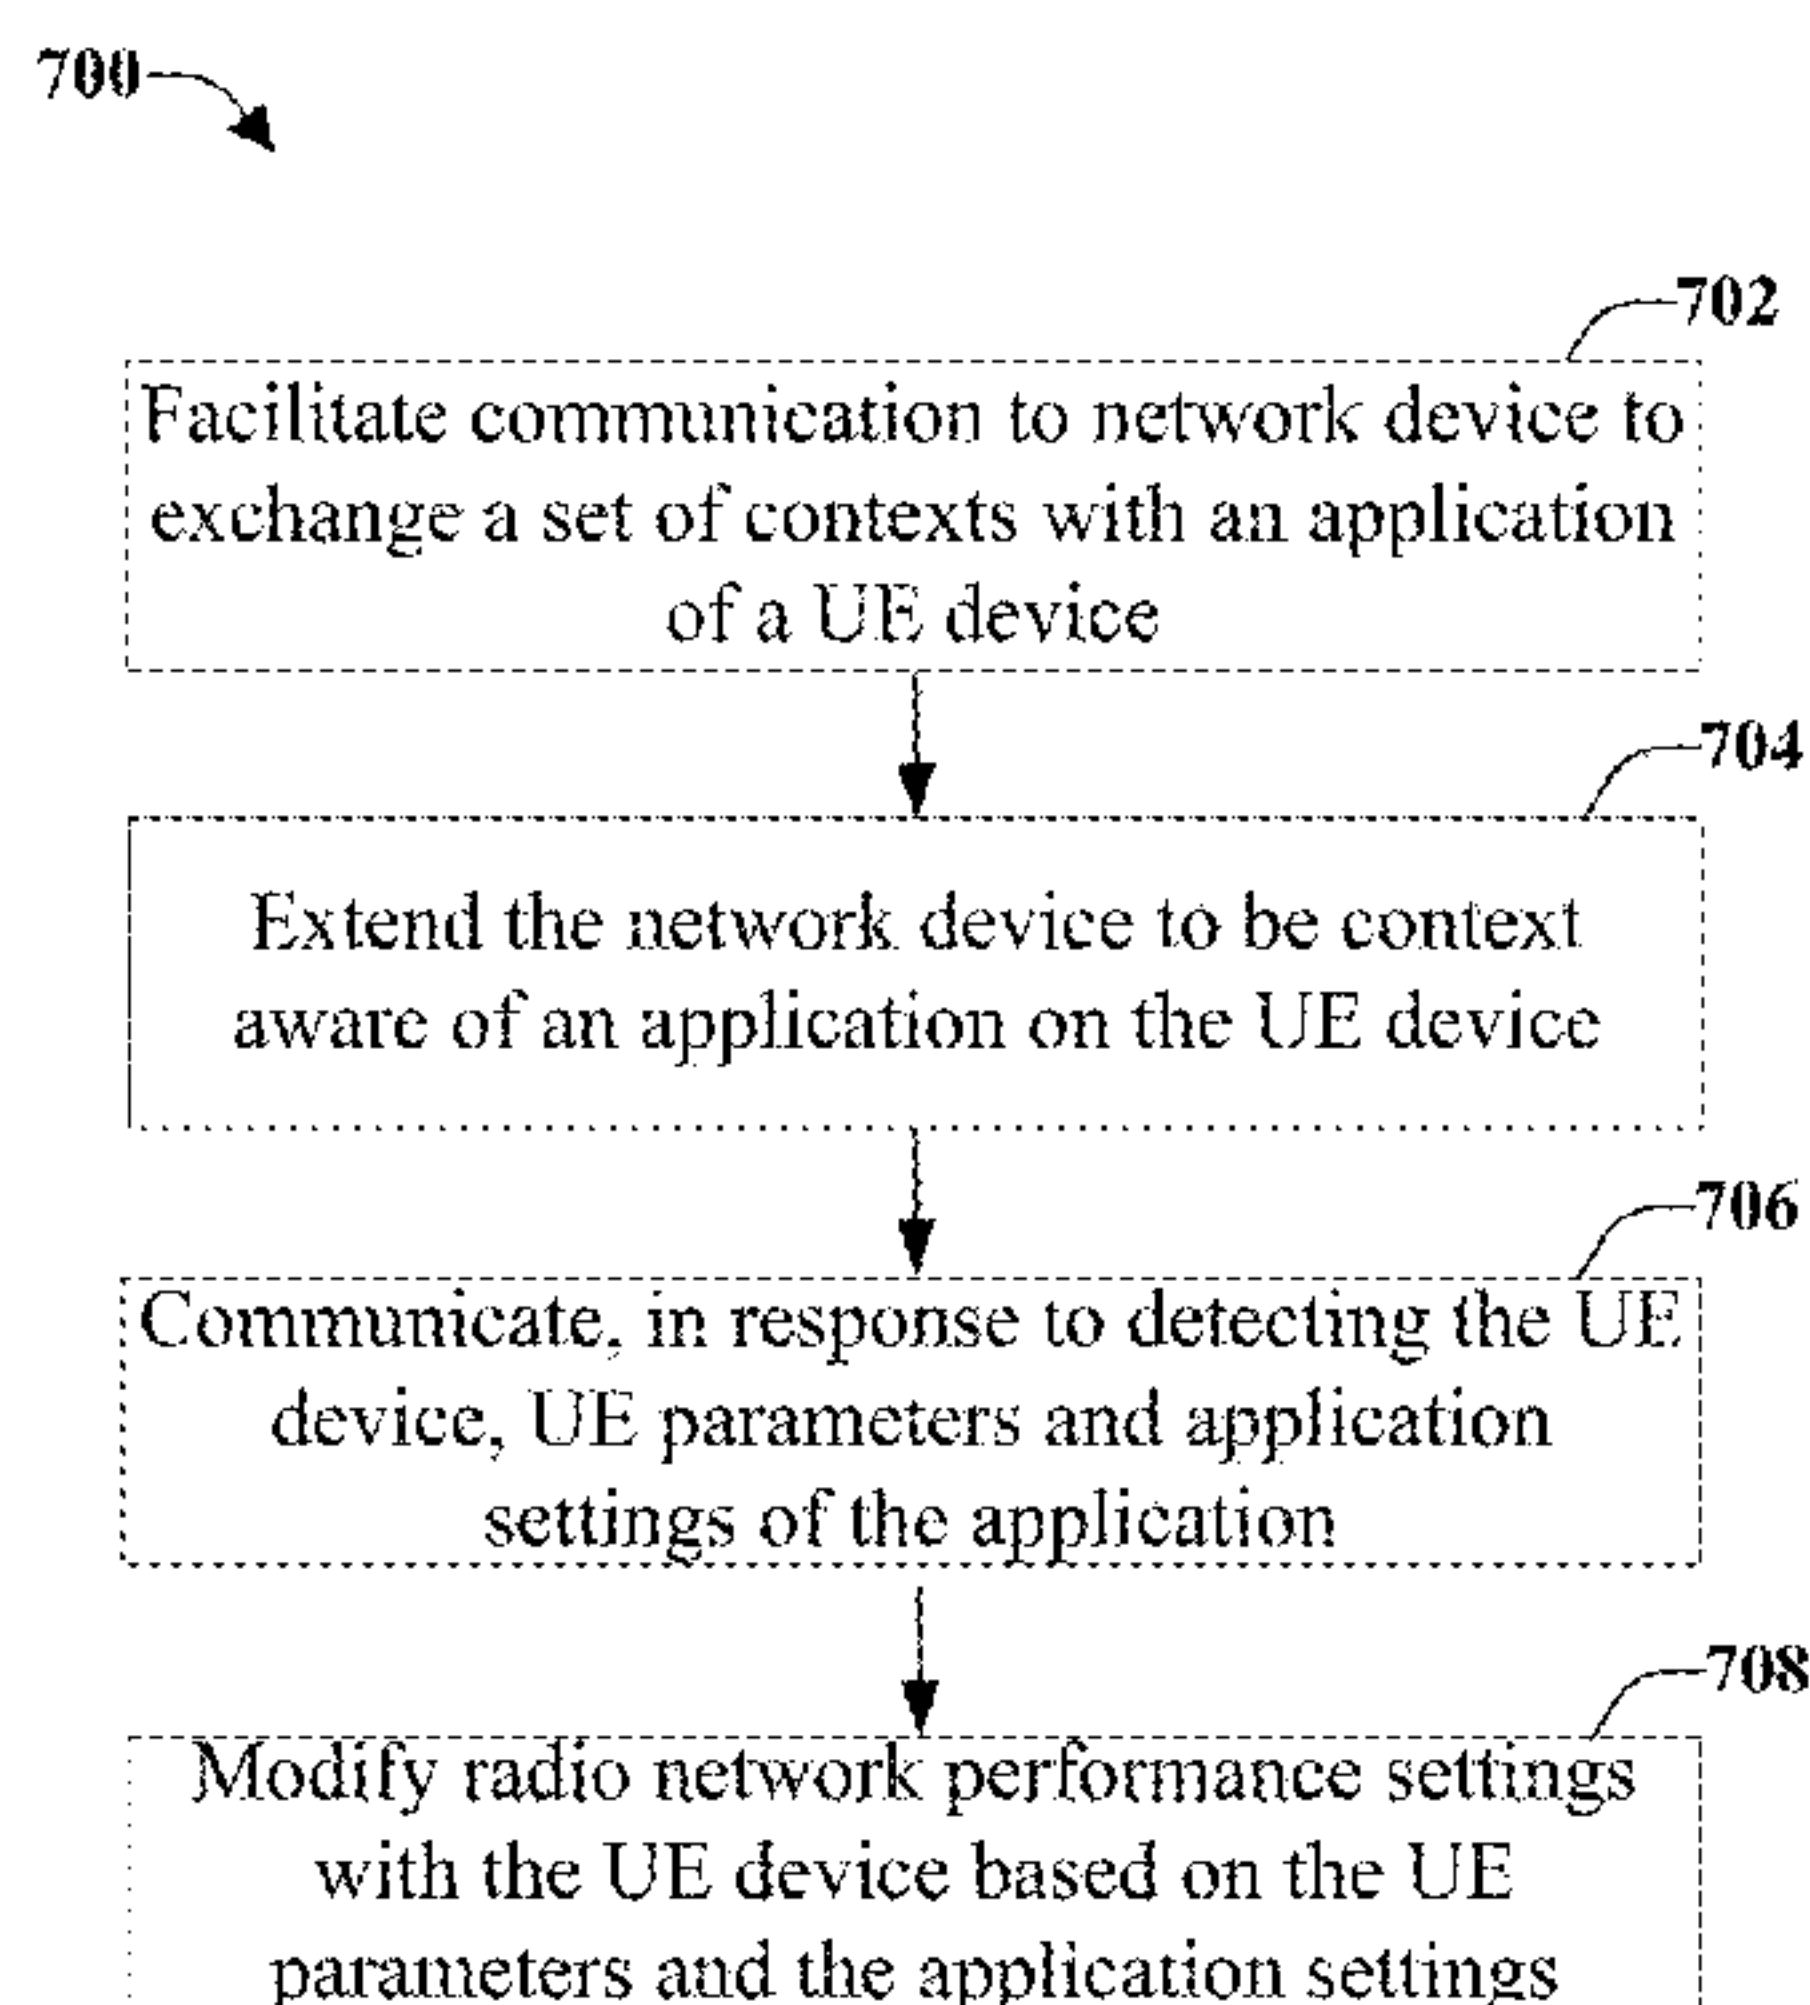 700
702
Facilitate communication to network device to
exchange a set of contexts with an application
of a UE device
704
Extend the network device to be context
aware of an application on the UE device
706
Communicate, in response to detecting the UE
device, UE parameters and application
settings of the application
708
Modify radio network performance settings
with the UE device based on the UE
parameters and the application settings